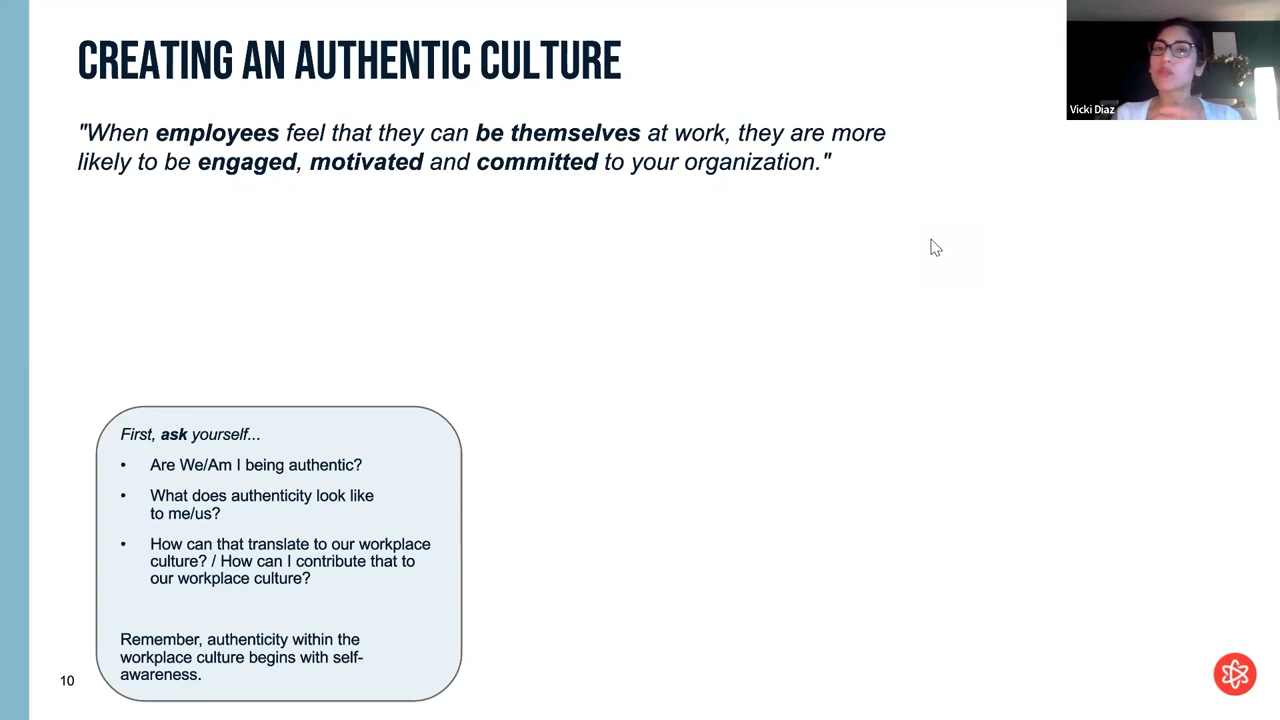 CREATING AN AUTHENTIC CULTURE
Vicki Diaz
"When employees feel that they can be themselves at work, they are more
likely to be engaged, motivated and committed to your organization."
First, ask yourself...
• Are We/Am I being authentic?
• What does authenticity look like
to me/us?
• How can that translate to our workplace
culture? / How can I contribute that to
our workplace culture?
Remember, authenticity within the
workplace culture begins with self-
awareness.
10